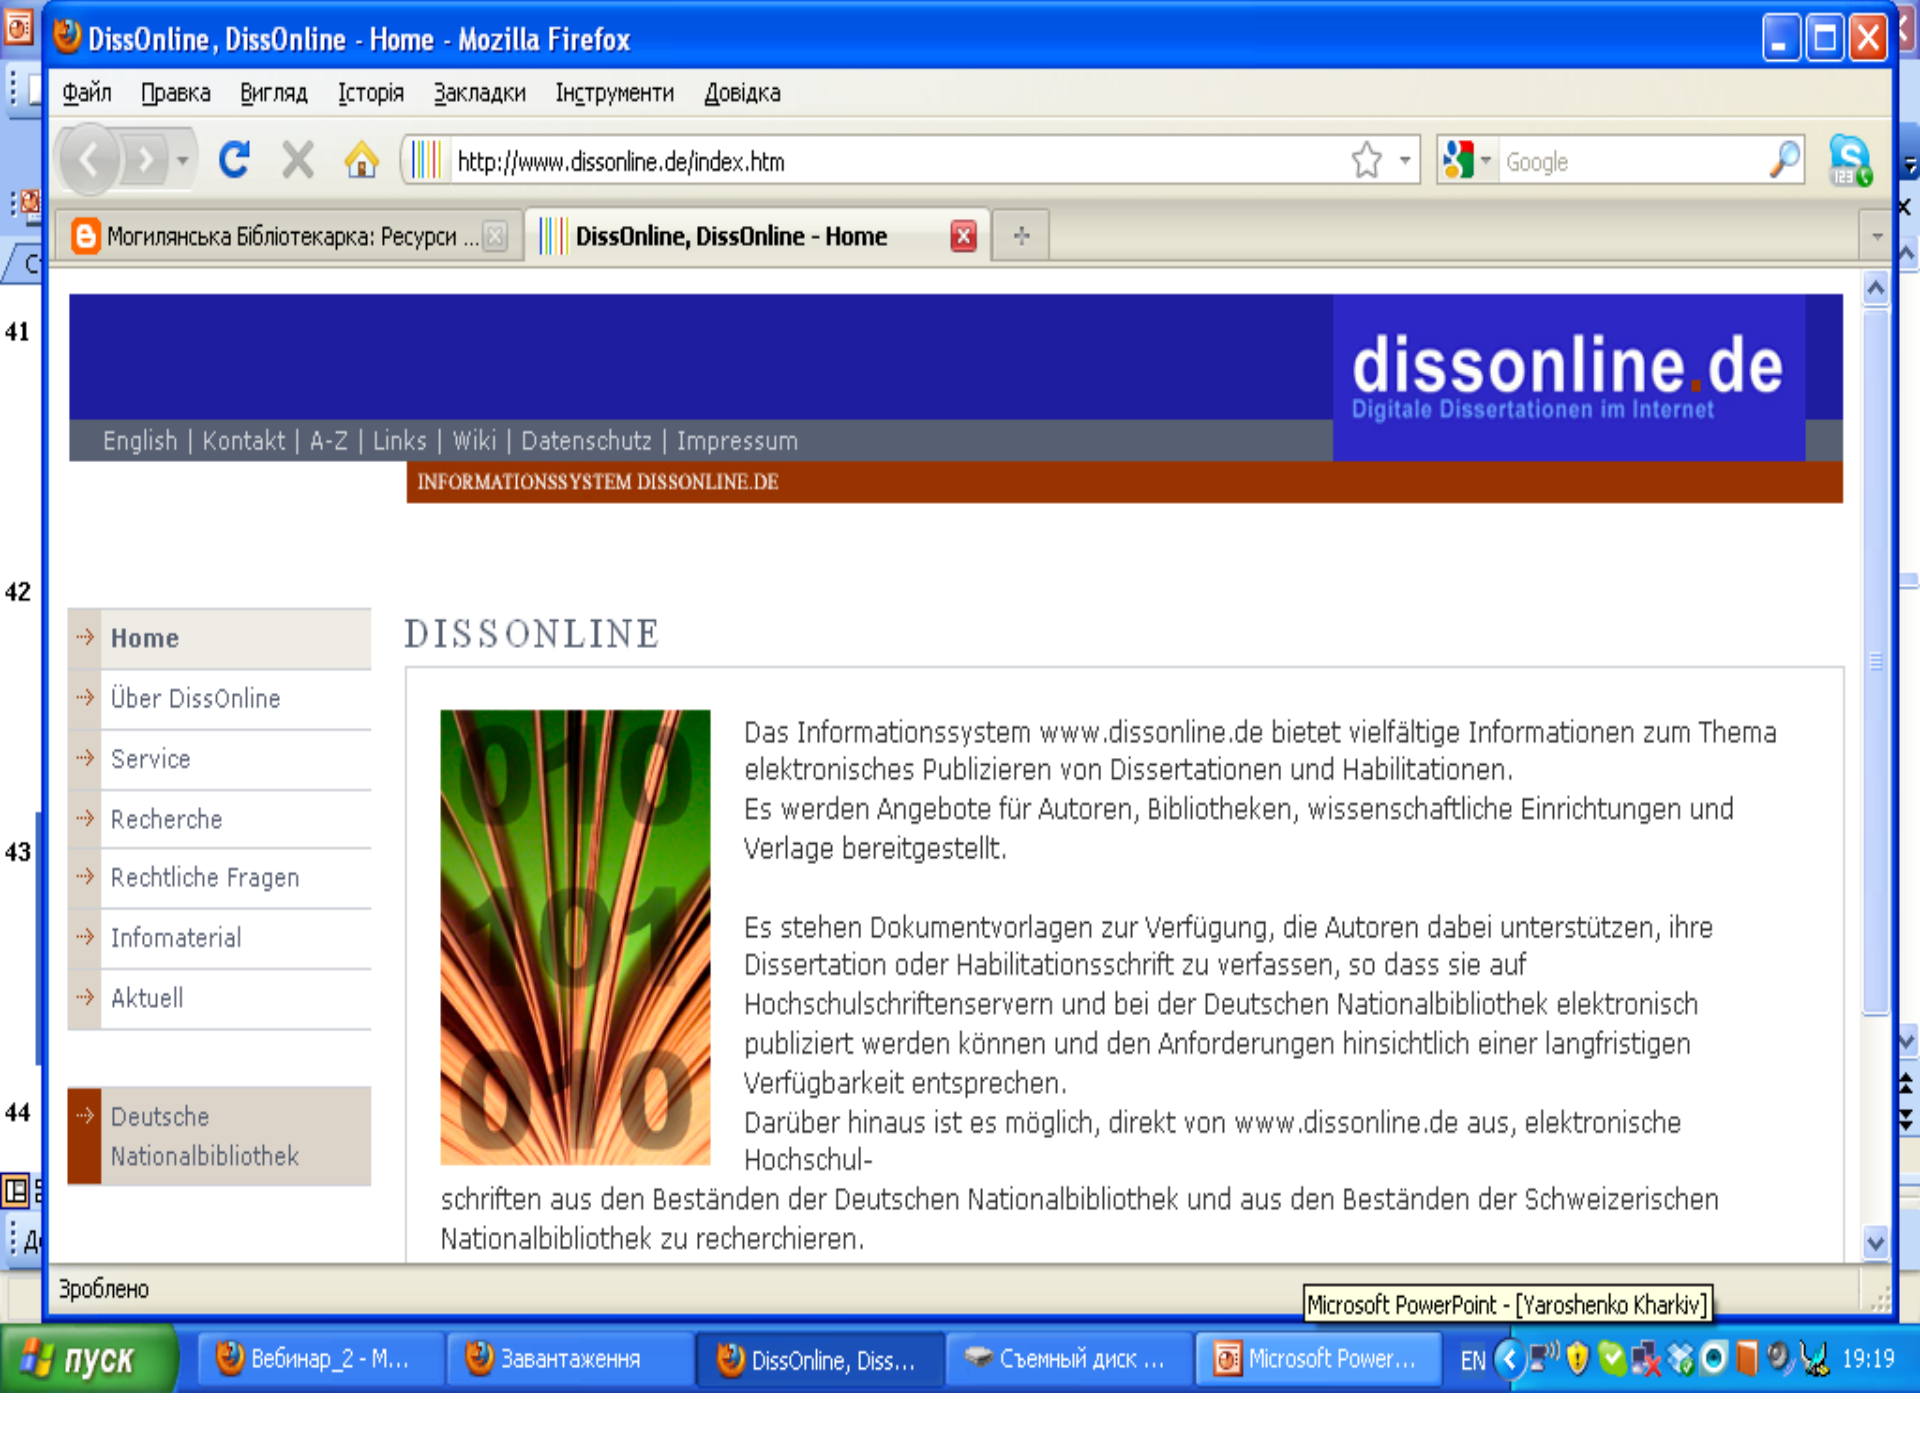 DissOnline, DissOnline - Home - Mozilla Firefox
Файл Правка Вигляд Історія Закладки Інструменти Довідка
http://www.dissonline.de/index.htm
Google
123
Могилянська Бібліотекарка: Ресурси ...
DissOnline, DissOnline - Home
41
42
43
44
dissonline.de
Digitale Dissertationen im Internet
English | Kontakt | A-Z | Links | Wiki | Datenschutz | Impressum
INFORMATIONSSYSTEM DISSONLINE.DE
Home
Über DissOnline
Service
Recherche
Rechtliche Fragen
Infomaterial
Aktuell
Deutsche
Nationalbibliothek
DISSONLINE
010
101
010
Das Informationssystem www.dissonline.de bietet vielfältige Informationen zum Thema
elektronisches Publizieren von Dissertationen und Habilitationen.
Es werden Angebote für Autoren, Bibliotheken, wissenschaftliche Einrichtungen und
Verlage bereitgestellt.
Es stehen Dokumentvorlagen zur Verfügung, die Autoren dabei unterstützen, ihre
Dissertation oder Habilitationsschrift zu verfassen, so dass sie auf
Hochschulschriftenservern und bei der Deutschen Nationalbibliothek elektronisch
publiziert werden können und den Anforderungen hinsichtlich einer langfristigen
Verfügbarkeit entsprechen.
Darüber hinaus ist es möglich, direkt von www.dissonline.de aus, elektronische
Hochschul-
schriften aus den Beständen der Deutschen Nationalbibliothek und aus den Beständen der Schweizerischen
Nationalbibliothek zu recherchieren.
Зроблено
Microsoft PowerPoint - [Yaroshenko Kharkiv]
пуск
Вебинар_2 - M...
Завантаження
DissOnline, Diss...
Съемный диск ...
Microsoft Power...
EN
19:19